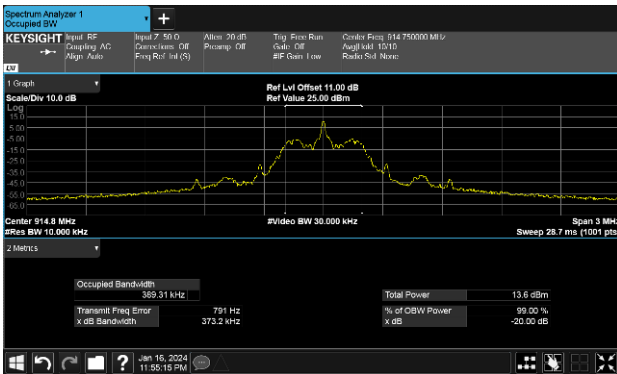 Spectrum Analyzer 1
Occupied BW
+
KEYSIGHT Input RF Input Z 50 Ω Atten 20 dB Trig Free Run Center Freq 914.750000 MHz
Coupling AC Corrections Off Preamp Off Gate Off Avg|Hold 10/10
Align Auto Freq Ref Int (S) #IF Gain Low Radio Std None
LXI
1 Graph Ref Lvl Offset 11.00 dB
Scale/Div 10.0 dB Ref Value 25.00 dBm
Log
15.0
5.00
-5.00
-15.0
-25.0
-35.0
-45.0
-55.0
-65.0
Center 914.8 MHz #Video BW 30.000 kHz Span 3 MHz
#Res BW 10.000 kHz Sweep 28.7 ms (1001 pts
2 Metrics
Occupied Bandwidth
369.31 kHz Total Power 13.6 dBm
Transmit Freq Error 791 Hz % of OBW Power 99.00 %
x dB Bandwidth 373.2 kHz x dB -20.00 dB
? Jan 16, 2024
11:55:15 PM